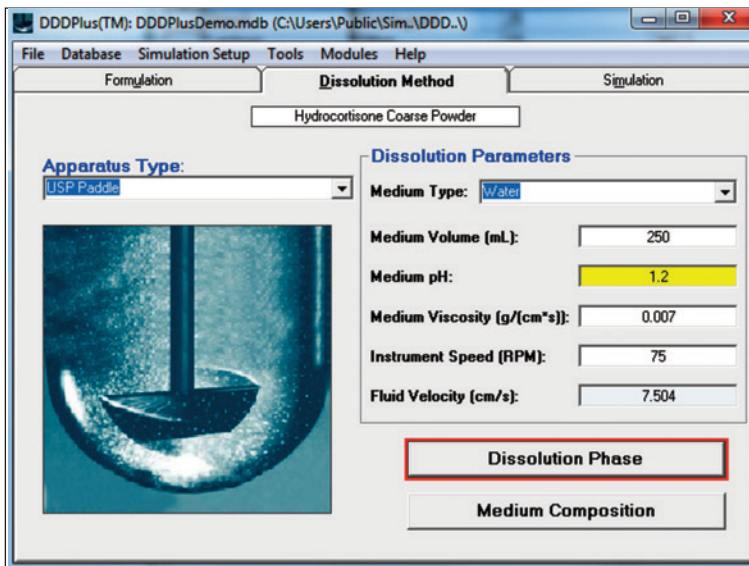 DDDPlus(TM): DDDPlusDemo.mdb (C:\Users\Public\Sim..\DDD..\)
File Database Simulation Setup Tools Modules Help
Formulation Dissolution Method Simulation
Hydrocortisone Coarse Powder
Apparatus Type:
USP Paddle
Dissolution Parameters
Medium Type: Water
Medium Volume (mL): 250
Medium pH: 1.2
Medium Viscosity (g/(cm*s)): 0.007
Instrument Speed (RPM): 75
Fluid Velocity (cm/s): 7.504
Dissolution Phase
Medium Composition